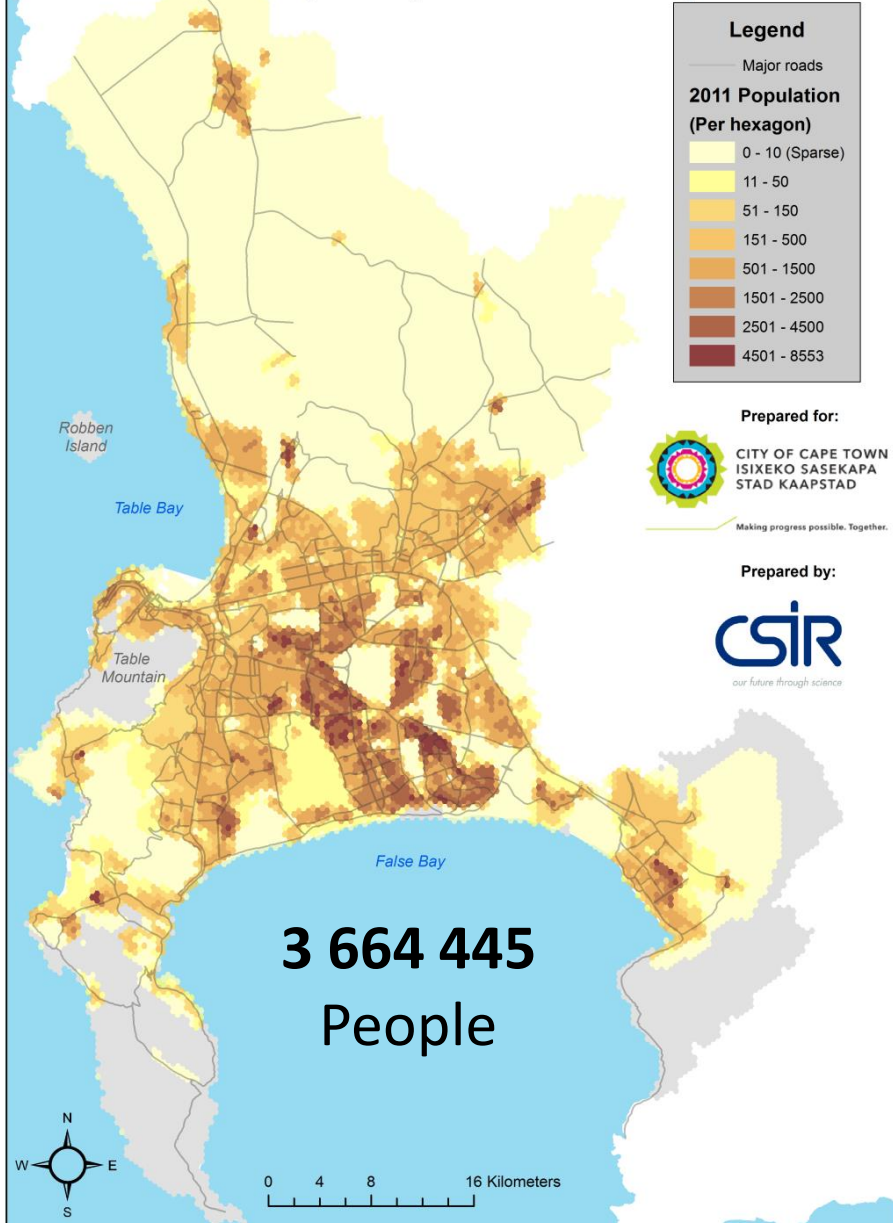 Legend
Major roads
2011 Population
(Per hexagon)
0 - 10 (Sparse)
11 - 50
51 - 150
151 - 500
501 - 1500
1501 - 2500
2501 - 4500
4501 - 8553
Prepared for:
CITY OF CAPE TOWN
ISIXEKO SASEKAPA
STAD KAAPSTAD
Making progress possible. Together.
Prepared by:
CSIR
our future through science
Robben
Island
Table Bay
Table
Mountain
False Bay
3 664 445
People
N
W E
S
0 4 8 16 Kilometers